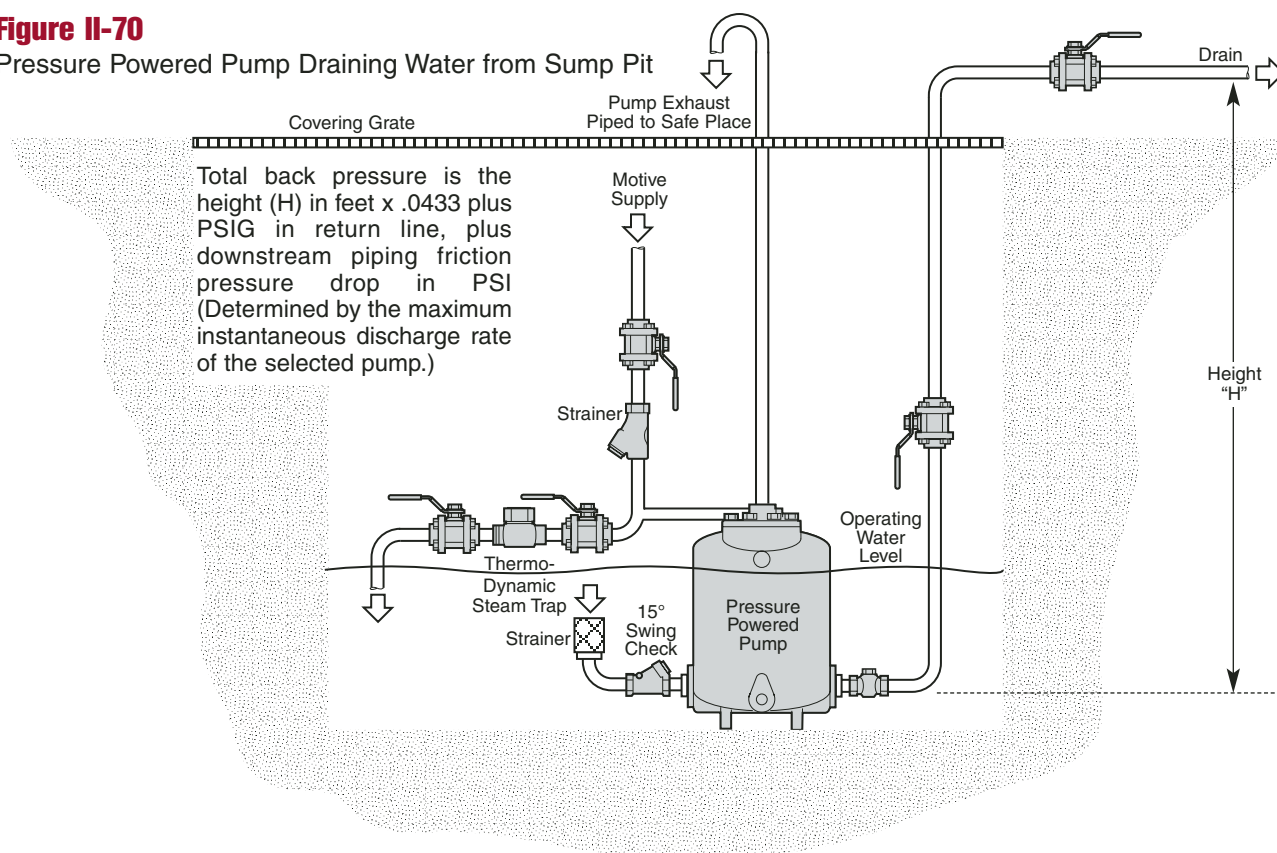 Figure II-70
Pressure Powered Pump Draining Water from Sump Pit
Drain
Pump Exhaust
Piped to Safe Place
Covering Grate
Total back pressure is the
height (H) in feet x .0433 plus
PSIG in return line, plus
downstream piping friction
pressure drop in PSI
(Determined by the maximum
instantaneous discharge rate
of the selected pump.)
Motive
Supply
Height
“H”
Strainer
Operating
Water
Level
Thermo-
Dynamic
Steam Trap
Strainer
15°
Swing
Check
Pressure
Powered
Pump